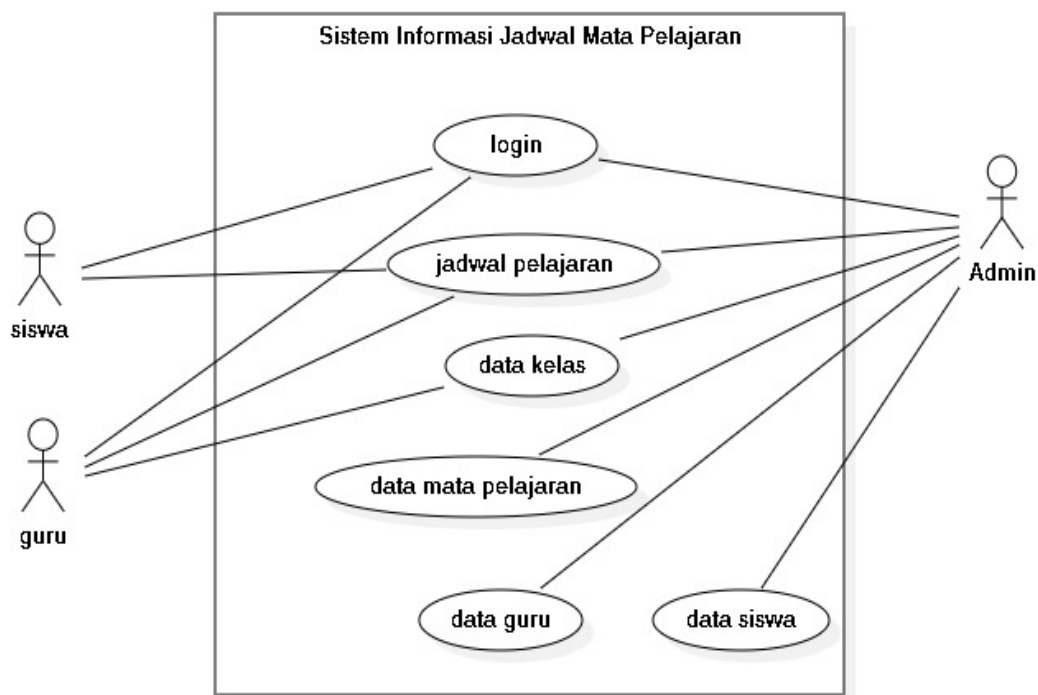 Sistem Informasi Jadwal Mata Pelajaran
login
siswa
jadwal pelajaran
Admin
data kelas
guru
data mata pelajaran
data guru
data siswa